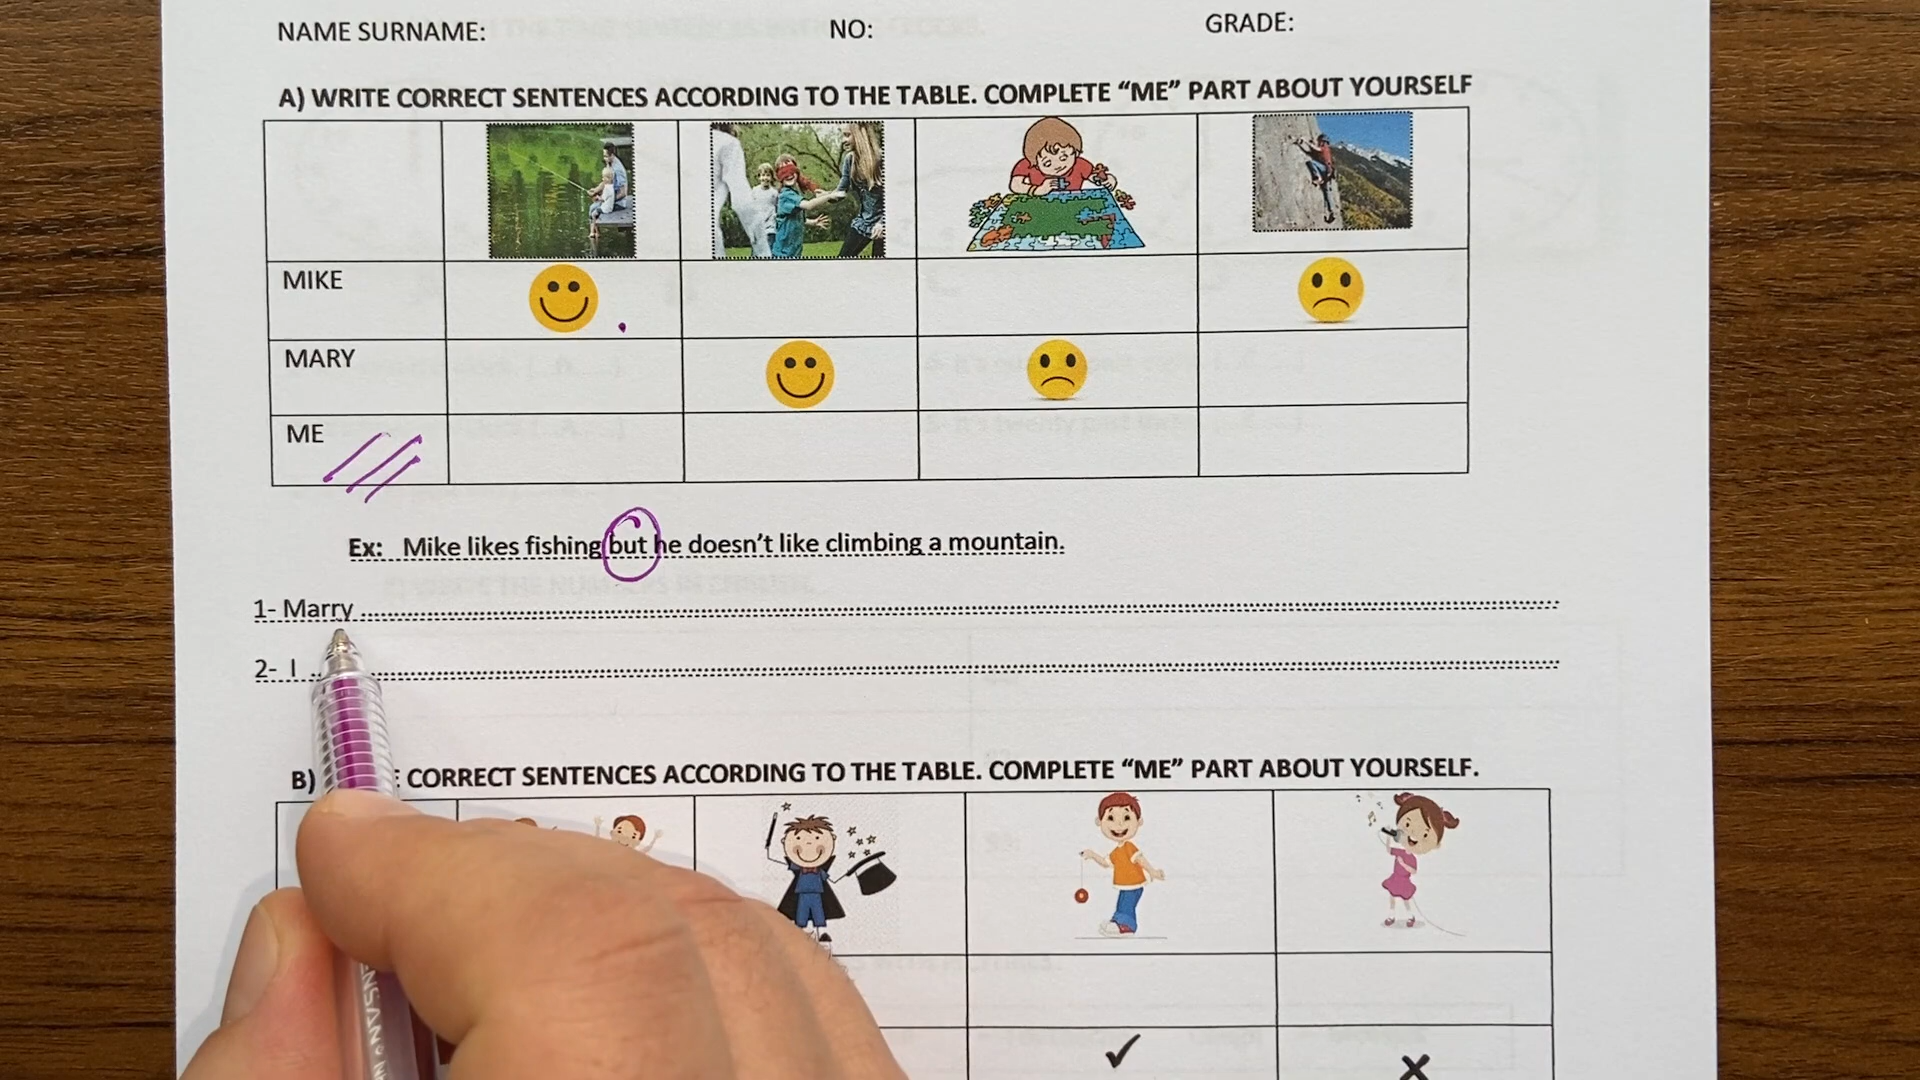 NAME SURNAME: NO: GRADE:
A) WRITE CORRECT SENTENCES ACCORDING TO THE TABLE. COMPLETE “ME” PART ABOUT YOURSELF
MIKE
MARY
ME
Ex: Mike likes fishing but he doesn’t like climbing a mountain.
1- Marry
2- I
B) CORRECT SENTENCES ACCORDING TO THE TABLE. COMPLETE “ME” PART ABOUT YOURSELF.